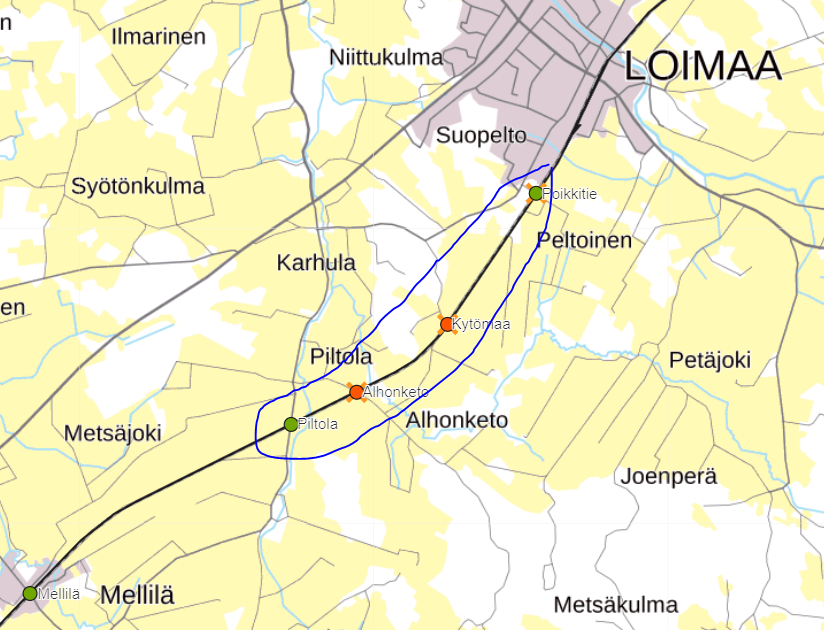 n
Ilmarinen
Niittukulma
LOIMAA
Suopelto
Syötönkulma
Poikkitie
Peltoinen
Karhula
en
Kytömaa
Piltola
Petäjoki
Alhonketo
Piltola
Alhonketo
Metsäjoki
Joenperä
Mellilä
Mellilä
Metsäkulma